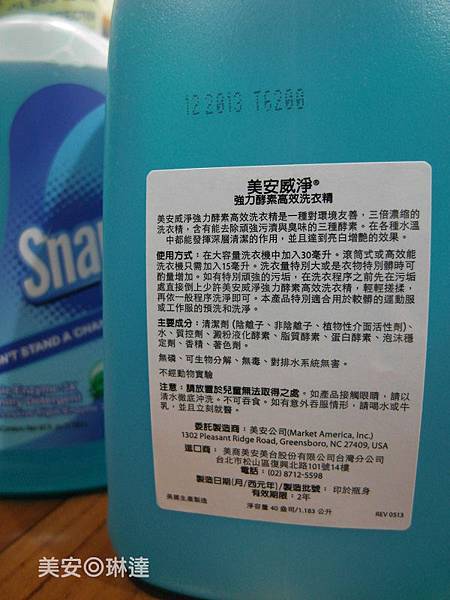 12 2013 T6200
Sna
N'T STAND A CHA
美安威淨®
強力酵素高效洗衣精
美安威淨強力酵素高效洗衣精是一種對環境友善，三倍濃縮的
洗衣精，含有能去除頑強污漬與臭味的三種酵素。在各種水溫
中都能發揮深層清潔的作用，並且達到亮白增艷的效果。
使用方式：在大容量洗衣機中加入30毫升。滾筒式或高效能
洗衣機只需加入15毫升。洗衣量特別大或是衣物特別髒時可
酌量增加。如有特別頑強的污垢，在洗衣程序之前先在污垢
處直接倒上少許美安威淨強力酵素高效洗衣精，輕輕搓揉，
再依一般程序洗淨即可。本產品特別適合用於較髒的運動服
或工作服的預洗和洗淨。
主要成分：清潔劑 (陰離子、非陰離子、植物性介面活性劑)、
水、質控劑、澱粉液化酵素、脂質酵素、蛋白酵素、泡沫穩
定劑、香精、著色劑。
無磷、可生物分解、無毒、對排水系統無害。
不經動物實驗
注意：請放置於兒童無法取得之處。如產品接觸眼睛，請以
清水徹底沖洗。不可吞食。如有意外吞服情形，請喝水或牛
乳，並且立刻就醫。
委託製造商：美安公司(Market America, Inc.)
1302 Pleasant Ridge Road, Greensboro, NC 27409, USA
進口商：美商美安美台股份有限公司台灣分公司
台北市松山區復興北路101號14樓
電話：(02) 8712-5598
製造日期(月/西元年)/製造批號：印於瓶身
有效期限：2年
美國生產製造
淨容量 40 盎司/1.183 公升
REV 0513
美安◎琳達